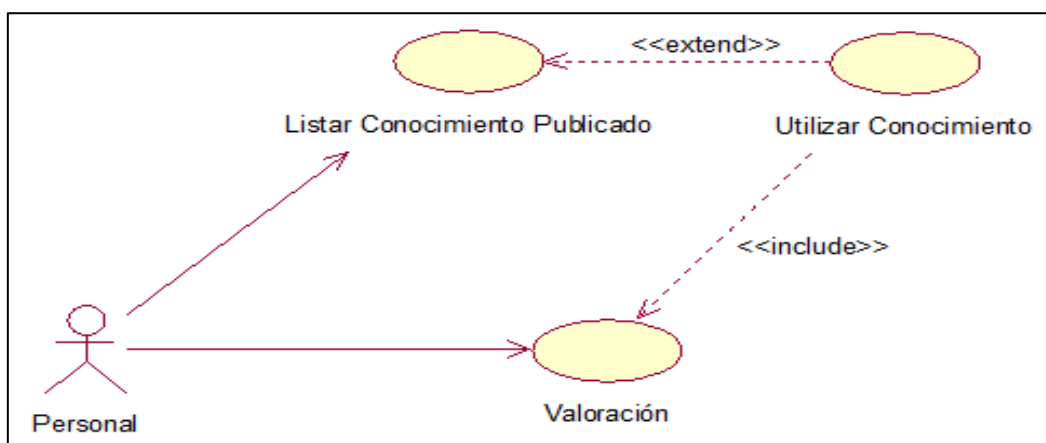 <<extend>>
Listar Conocimiento Publicado
Utilizar Conocimiento
<<include>>
Valoración
Personal